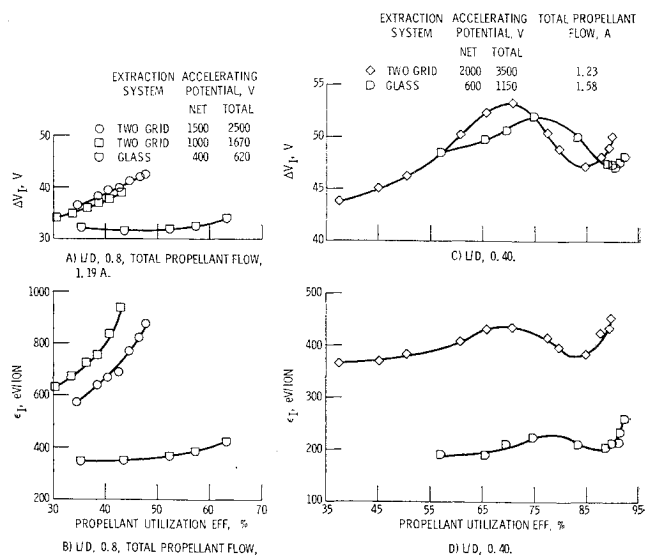 EXTRACTION SYSTEM ACCELERATING POTENTIAL, V
NET TOTAL
TWO GRID 1500 2500
TWO GRID 1000 1670
GLASS 400 620
50
40
30
ΔV_I, V
30 40 50 60 70
A) L/D, 0.8, TOTAL PROPELLANT FLOW,
1.19 A.
EXTRACTION SYSTEM ACCELERATING POTENTIAL, V TOTAL PROPELLANT FLOW, A
NET TOTAL
TWO GRID 2000 3500 1.23
GLASS 600 1150 1.58
55
50
45
40
ΔV_I, V
C) L/D, 0.40.
1000
800
600
400
200
ε_I, eV/ION
30 40 50 60 70
PROPELLANT UTILIZATION EFF, %
B) L/D, 0.8, TOTAL PROPELLANT FLOW,
500
400
300
200
100
ε_I, eV/ION
35 45 55 65 75 85 95
PROPELLANT UTILIZATION EFF, %
D) L/D, 0.40.